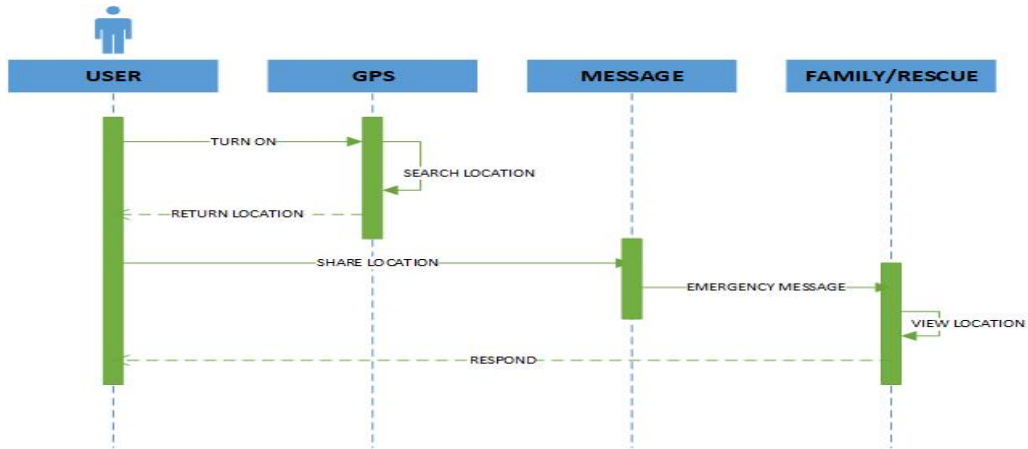 USER
GPS
MESSAGE
FAMILY/RESCUE
TURN ON
SEARCH LOCATION
RETURN LOCATION
SHARE LOCATION
EMERGENCY MESSAGE
VIEW LOCATION
RESPOND